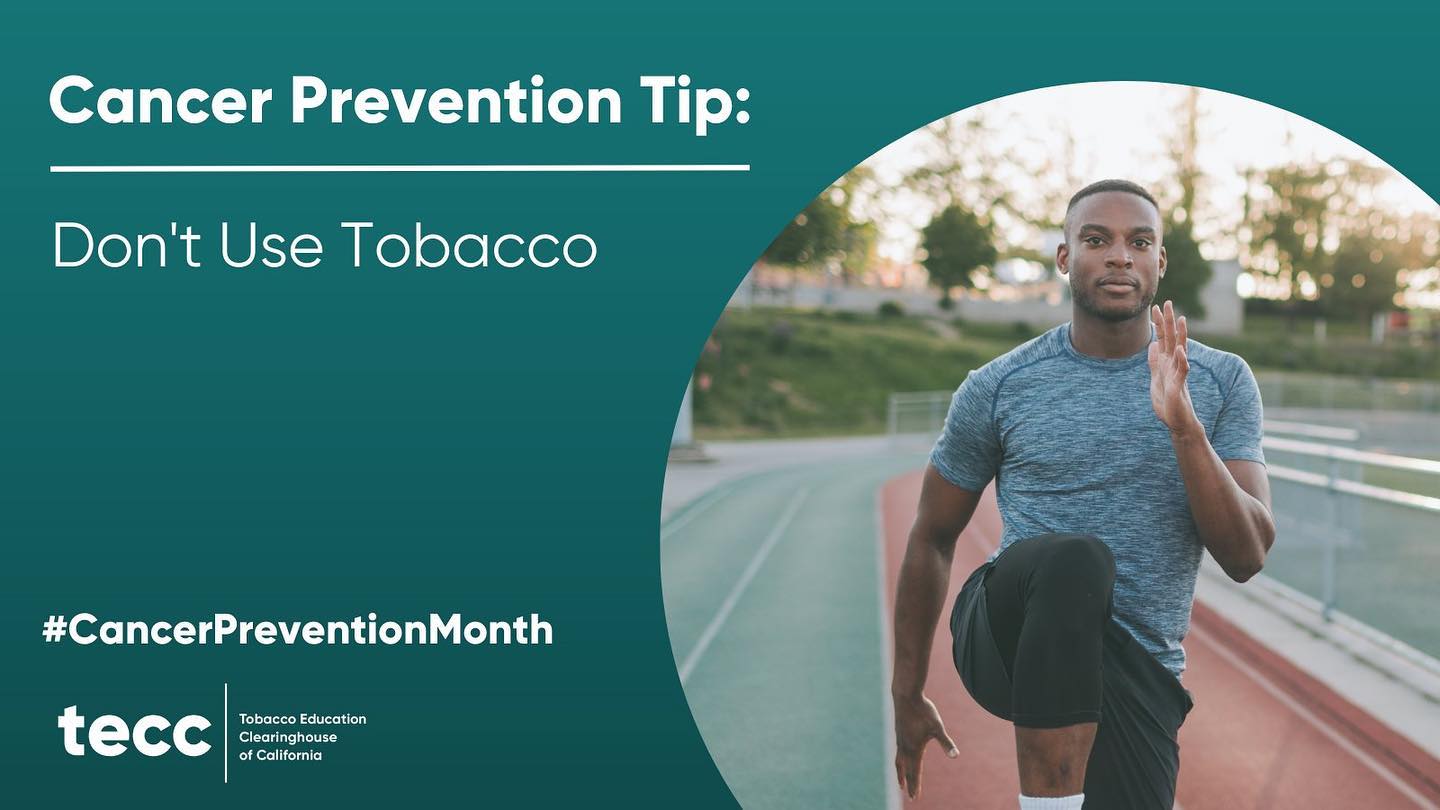 Cancer Prevention Tip:
Don't Use Tobacco
#CancerPreventionMonth
tecc
Tobacco Education
Clearinghouse
of California